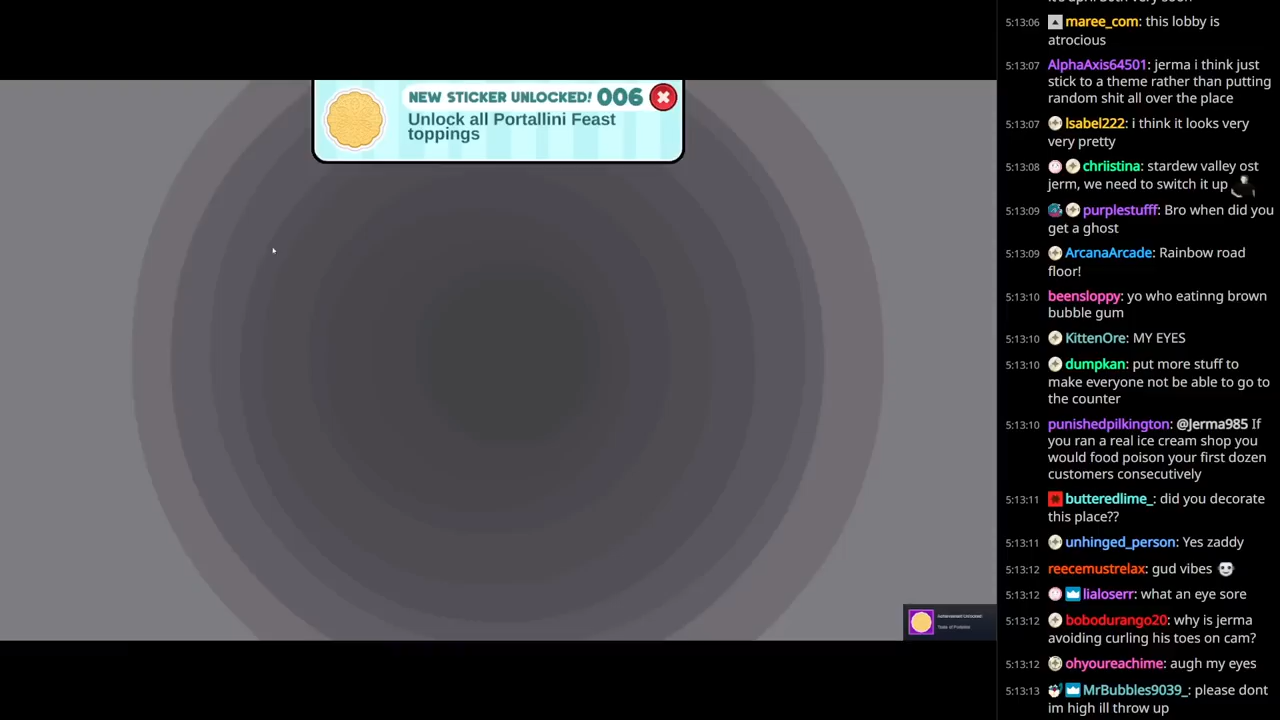 NEW STICKER UNLOCKED! 006
Unlock all Portallini Feast
toppings
Achievement Unlocked!
5:13:06 maree_com: this lobby is
atrocious
5:13:07 AlphaAxis64501: jerma i think just
stick to a theme rather than putting
random shit all over the place
5:13:07 lsabel222: i think it looks very
very pretty
5:13:08 chriistina: stardew valley ost
jerm, we need to switch it up
5:13:09 purplestufff: Bro when did you
get a ghost
5:13:09 ArcanaArcade: Rainbow road
floor!
5:13:10 beensloppy: yo who eatinng brown
bubble gum
5:13:10 KittenOre: MY EYES
5:13:10 dumpkan: put more stuff to
make everyone not be able to go to
the counter
5:13:10 punishedpilkington: @Jerma985 If
you ran a real ice cream shop you
would food poison your first dozen
customers consecutively
5:13:11 butteredlime_: did you decorate
this place??
5:13:11 unhinged_person: Yes zaddy
5:13:12 reecemustrelax: gud vibes
5:13:12 lialoserr: what an eye sore
5:13:12 bobodurango20: why is jerma
avoiding curling his toes on cam?
5:13:12 ohyoureachime: augh my eyes
5:13:13 MrBubbles9039_: please dont
im high ill throw up